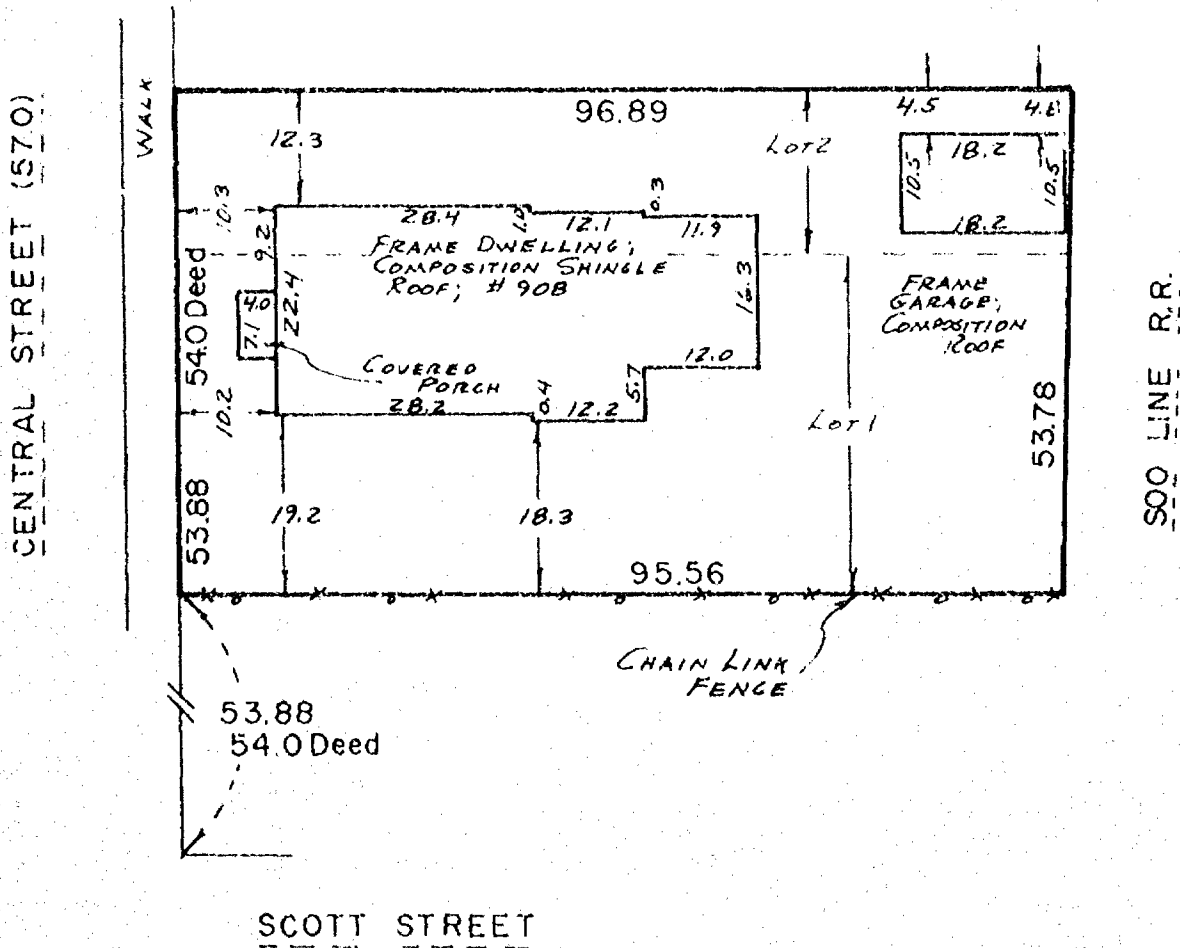 CENTRAL STREET (57.0)
WALK
96.89
4.5
12.3
Lot 2
18.2
10.5
10.5
18.2
10.3
28.4
1.0
12.1
0.3
11.9
9.2
FRAME DWELLING;
COMPOSITION SHINGLE
ROOF; # 908
54.0 Deed
4.0
7.1
22.4
16.3
FRAME
GARAGE;
COMPOSITION
ROOF
SOO LINE R.R.
COVERED
PORCH
12.0
5.7
10.2
28.2
0.4
12.2
Lot 1
53.78
53.88
19.2
18.3
95.56
CHAIN LINK
FENCE
53.88
54.0 Deed
SCOTT STREET